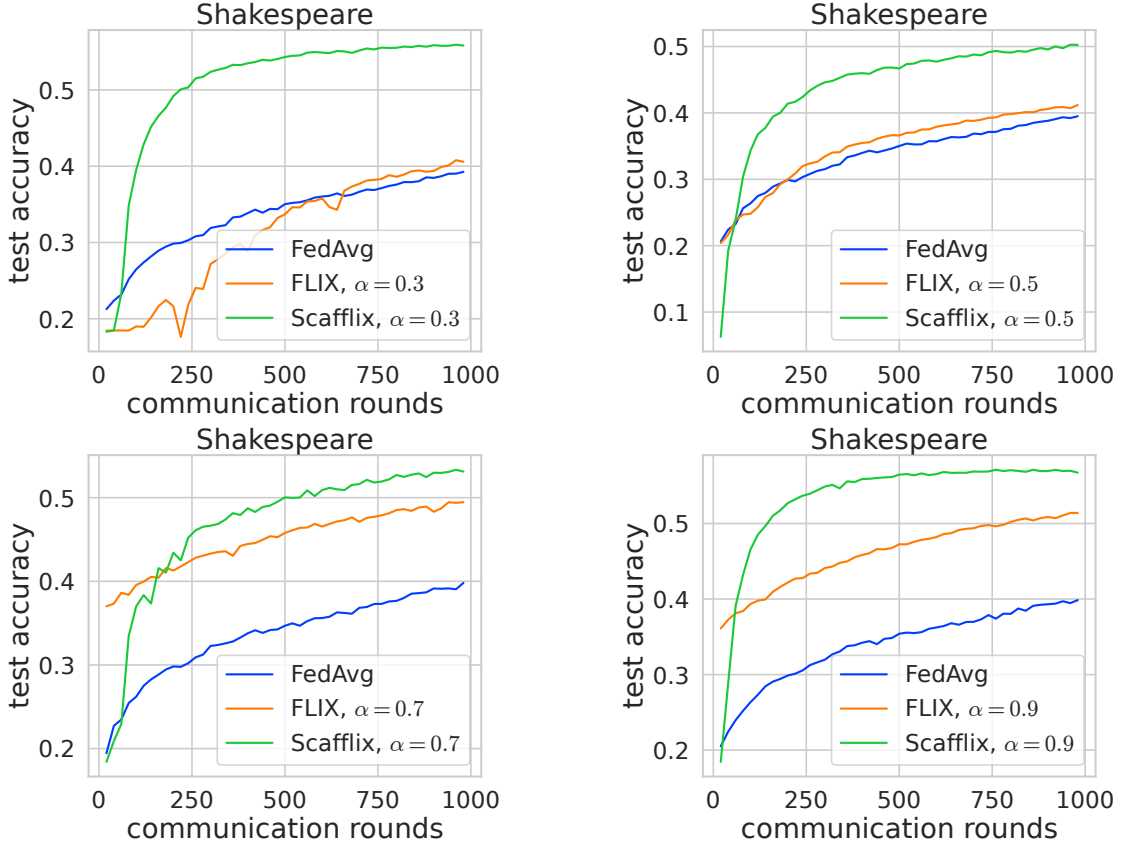 Shakespeare
test accuracy
0.5
0.4
0.3
0.2
FedAvg
FLIX, α = 0.3
Scafflix, α = 0.3
0 250 500 750 1000
communication rounds
Shakespeare
test accuracy
0.5
0.4
0.3
0.2
0.1
FedAvg
FLIX, α = 0.5
Scafflix, α = 0.5
0 250 500 750 1000
communication rounds
Shakespeare
test accuracy
0.5
0.4
0.3
0.2
FedAvg
FLIX, α = 0.7
Scafflix, α = 0.7
0 250 500 750 1000
communication rounds
Shakespeare
test accuracy
0.5
0.4
0.3
0.2
FedAvg
FLIX, α = 0.9
Scafflix, α = 0.9
0 250 500 750 1000
communication rounds